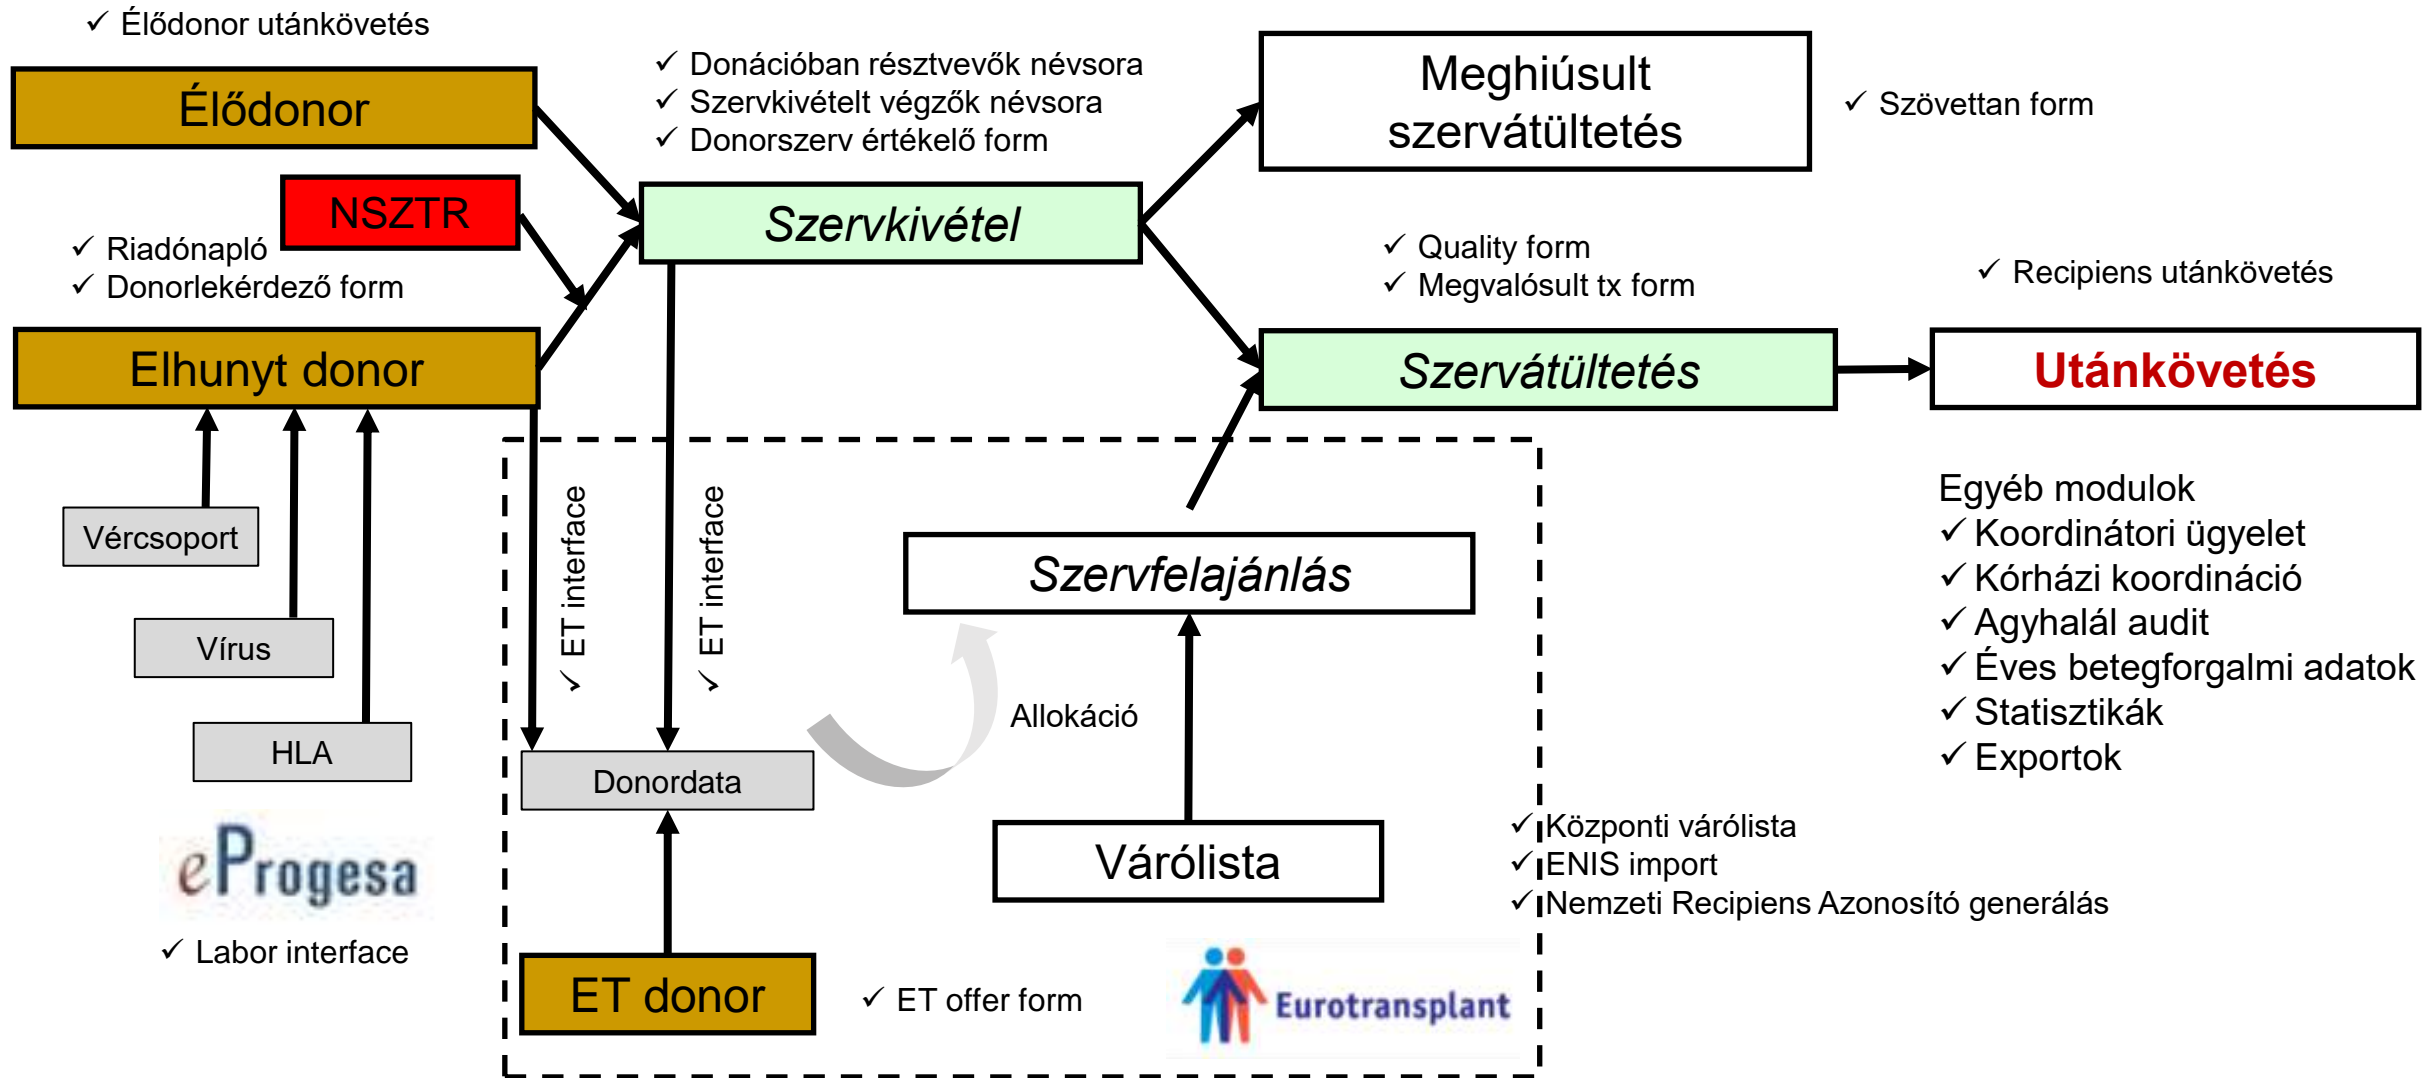 ✓ Élődonor utánkövetés
Élődonor
✓ Donációban résztvevők névsora
✓ Szervkivételt végzők névsora
✓ Donorszerv értékelő form
Meghiúsult
szervátültetés
✓ Szövettan form
NSZTR
Szervkivétel
✓ Riadónapló
✓ Donorlekérdező form
✓ Quality form
✓ Megvalósult tx form
✓ Recipiens utánkövetés
Elhunyt donor
Szervátültetés
Utánkövetés
Vércsoport
Vírus
HLA
eProgesa
✓ Labor interface
✓ ET interface
✓ ET interface
Szervfelajánlás
Allokáció
Donordata
Várólista
ET donor
✓ ET offer form
Eurotransplant
Egyéb modulok
✓ Koordinátori ügyelet
✓ Kórházi koordináció
✓ Agyhalál audit
✓ Éves betegforgalmi adatok
✓ Statisztikák
✓ Exportok
✓ Központi várólista
✓ ENIS import
✓ Nemzeti Recipiens Azonosító generálás